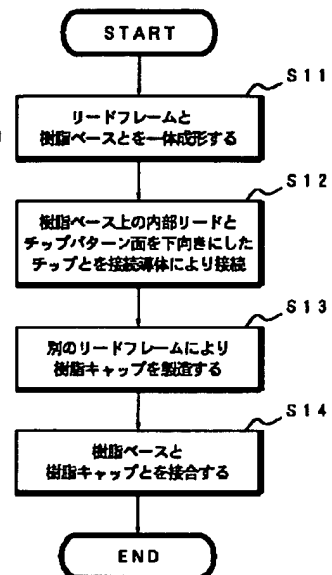 START
S11
リードフレームと
樹脂ベースとを一体成形する
S12
樹脂ベース上の内部リードと
チップパターン面を下向きにした
チップとを接続導体により接続
S13
別のリードフレームにより
樹脂キャップを製造する
S14
樹脂ベースと
樹脂キャップとを接合する
END